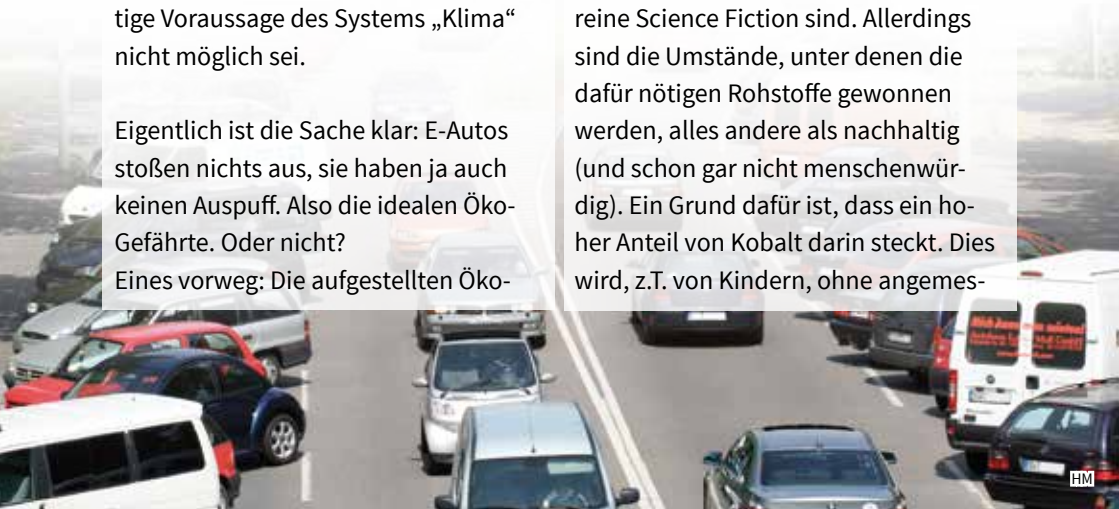 tige Voraussage des Systems „Klima“
nicht möglich sei.
Eigentlich ist die Sache klar: E-Autos
stoßen nichts aus, sie haben ja auch
keinen Auspuff. Also die idealen Öko-
Gefährte. Oder nicht?
Eines vorweg: Die aufgestellten Öko-
reine Science Fiction sind. Allerdings
sind die Umstände, unter denen die
dafür nötigen Rohstoffe gewonnen
werden, alles andere als nachhaltig
(und schon gar nicht menschenwür-
dig). Ein Grund dafür ist, dass ein ho-
her Anteil von Kobalt darin steckt. Dies
wird, z.T. von Kindern, ohne angemes-
HM